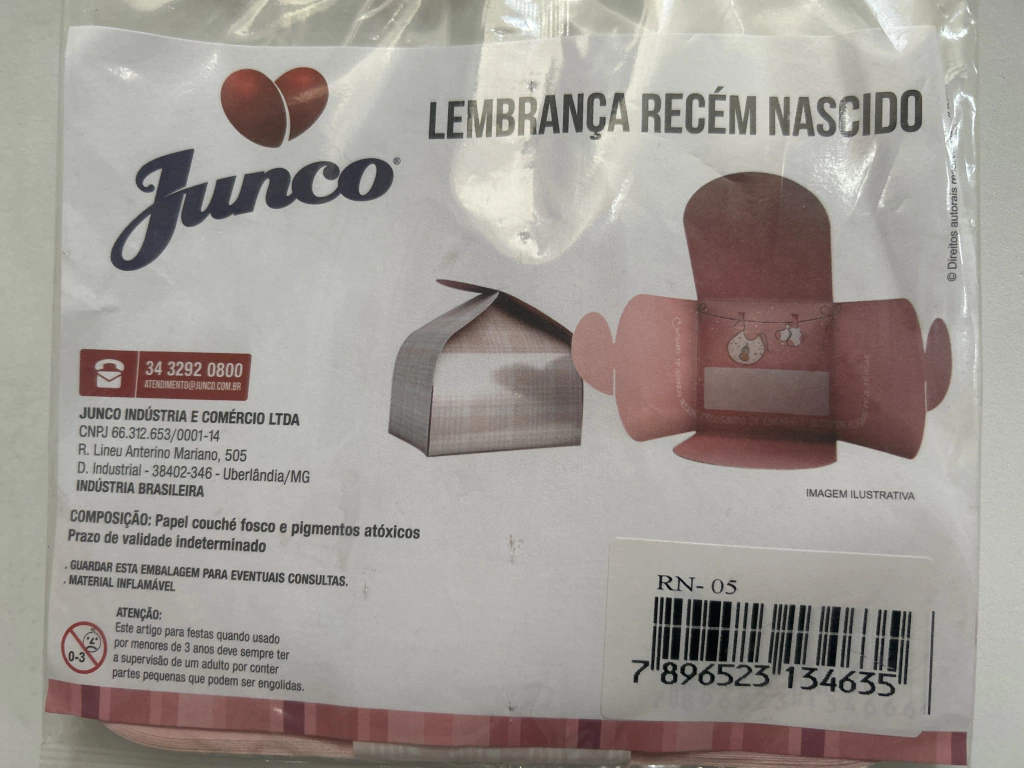 Junco®
LEMBRANÇA RECÉM NASCIDO
© Direitos autorais
34 3292 0800
ATENDIMENTO@JUNCO.COM.BR
JUNCO INDÚSTRIA E COMÉRCIO LTDA
CNPJ 66.312.653/0001-14
R. Lineu Anterino Mariano, 505
D. Industrial - 38402-346 - Uberlândia/MG
INDÚSTRIA BRASILEIRA
IMAGEM ILUSTRATIVA
COMPOSIÇÃO: Papel couché fosco e pigmentos atóxicos
Prazo de validade indeterminado
. GUARDAR ESTA EMBALAGEM PARA EVENTUAIS CONSULTAS.
. MATERIAL INFLAMÁVEL
ATENÇÃO:
Este artigo para festas quando usado
por menores de 3 anos deve sempre ter
a supervisão de um adulto por conter
partes pequenas que podem ser engolidas.
0-3
RN- 05
7 896523 134635
7 896523 134666